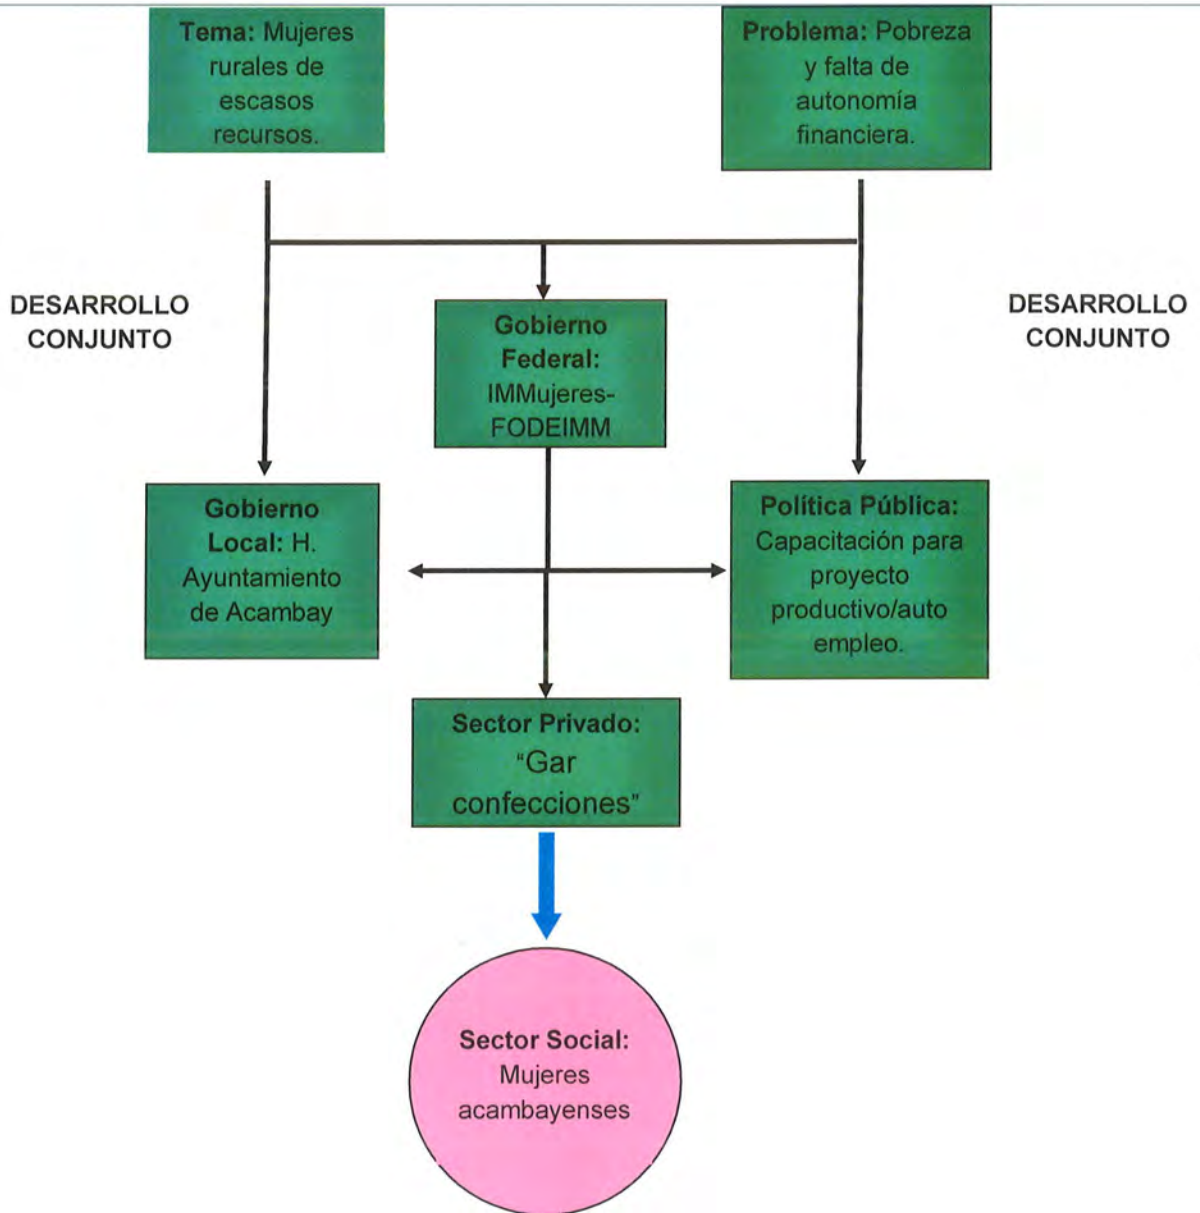 Tema: Mujeres
rurales de
escasos
recursos.
Problema: Pobreza
y falta de
autonomía
financiera.
DESARROLLO
CONJUNTO
Gobierno
Federal:
IMMujeres-
FODEIMM
DESARROLLO
CONJUNTO
Gobierno
Local: H.
Ayuntamiento
de Acambay
Política Pública:
Capacitación para
proyecto
productivo/auto
empleo.
Sector Privado:
“Gar
confecciones”
Sector Social:
Mujeres
acambayenses